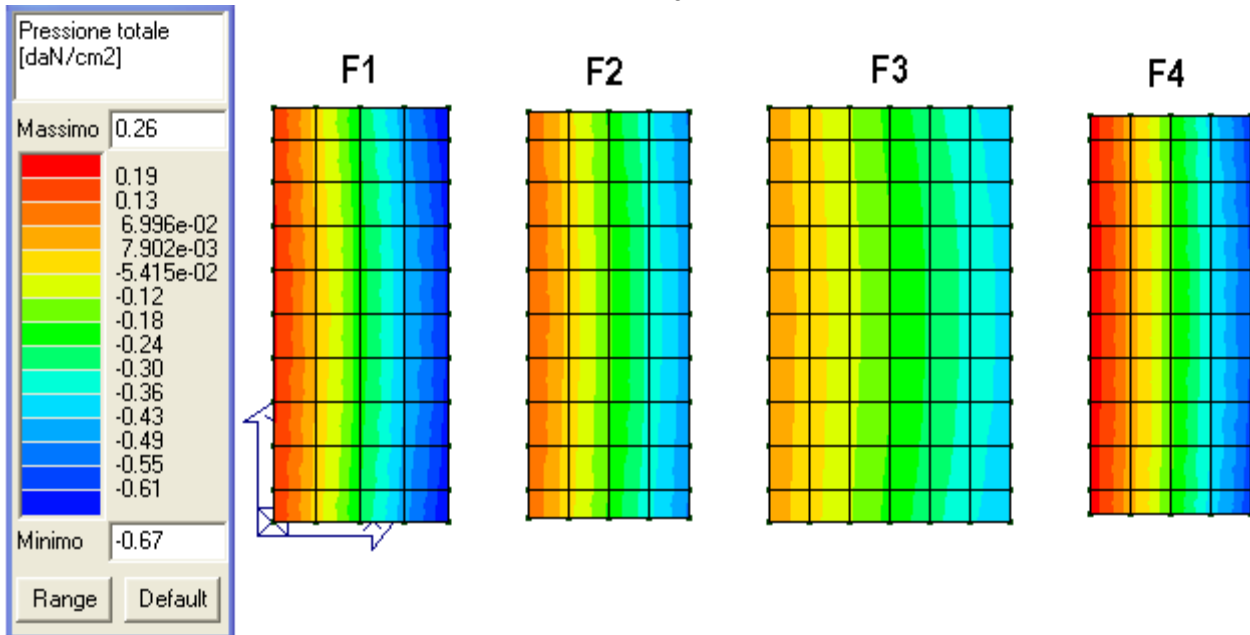 Pressione totale
[daN/cm2]
F1
F2
F3
F4
Massimo 0.26
0.19
0.13
6.996e-02
7.902e-03
-5.415e-02
-0.12
-0.18
-0.24
-0.30
-0.36
-0.43
-0.49
-0.55
-0.61
Minimo -0.67
Range Default